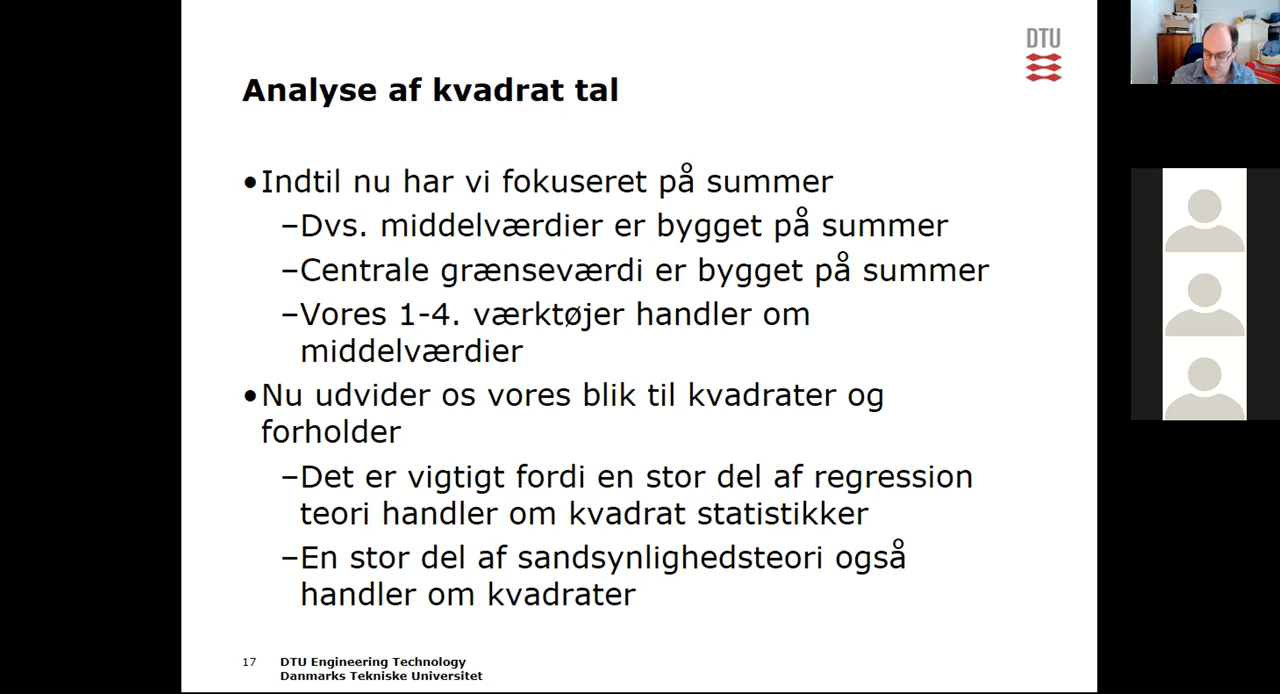 DTU
Analyse af kvadrat tal
•Indtil nu har vi fokuseret på summer
–Dvs. middelværdier er bygget på summer
–Centrale grænseværdi er bygget på summer
–Vores 1-4. værktøjer handler om
middelværdier
•Nu udvider os vores blik til kvadrater og
forholder
–Det er vigtigt fordi en stor del af regression
teori handler om kvadrat statistikker
–En stor del af sandsynlighedsteori også
handler om kvadrater
17 DTU Engineering Technology
Danmarks Tekniske Universitet